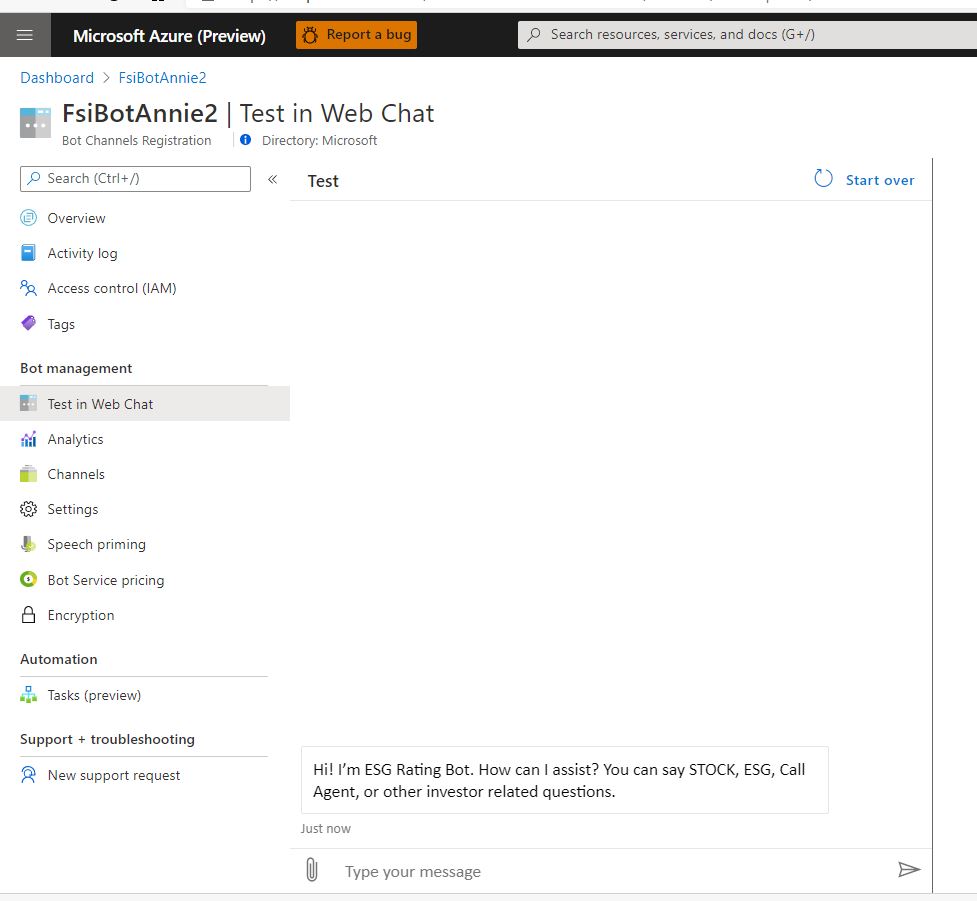 Microsoft Azure (Preview)
Report a bug
Search resources, services, and docs (G+/)
Dashboard > FsiBotAnnie2
FsiBotAnnie2 | Test in Web Chat
Bot Channels Registration
Directory: Microsoft
Search (Ctrl+/)
«
Test
Start over
Overview
Activity log
Access control (IAM)
Tags
Bot management
Test in Web Chat
Analytics
Channels
Settings
Speech priming
Bot Service pricing
Encryption
Automation
Tasks (preview)
Support + troubleshooting
New support request
Hi! I’m ESG Rating Bot. How can I assist? You can say STOCK, ESG, Call
Agent, or other investor related questions.
Just now
Type your message